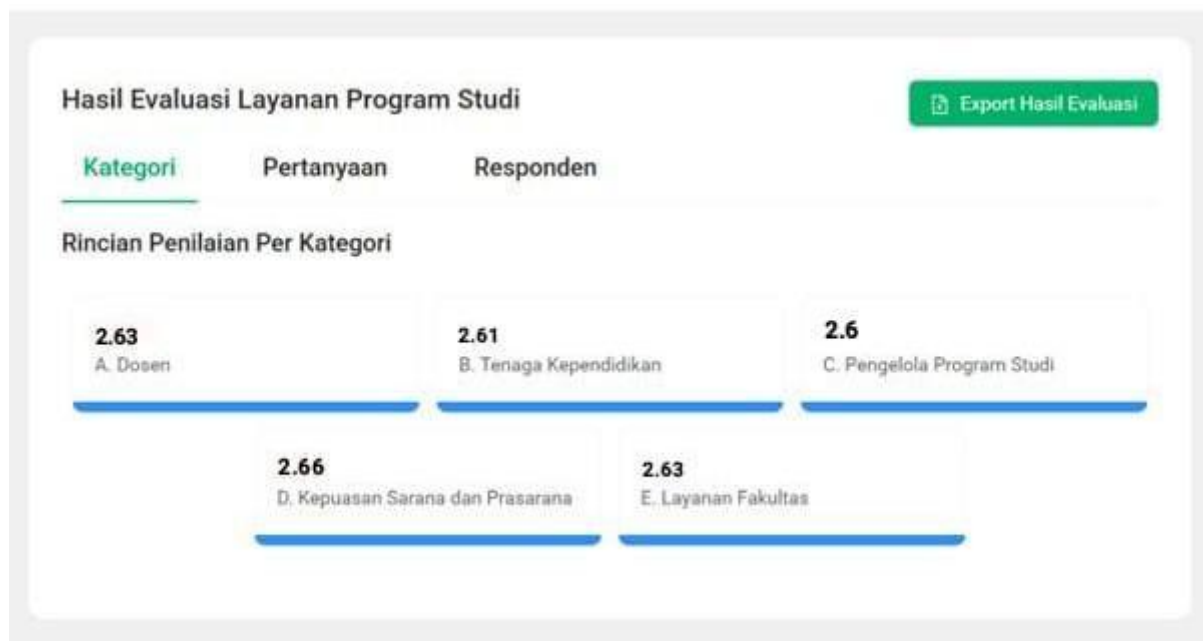 Hasil Evaluasi Layanan Program Studi
Export Hasil Evaluasi
Kategori
Pertanyaan
Responden
Rincian Penilaian Per Kategori
2.63
A. Dosen
2.61
B. Tenaga Kependidikan
2.6
C. Pengelola Program Studi
2.66
D. Kepuasan Sarana dan Prasarana
2.63
E. Layanan Fakultas